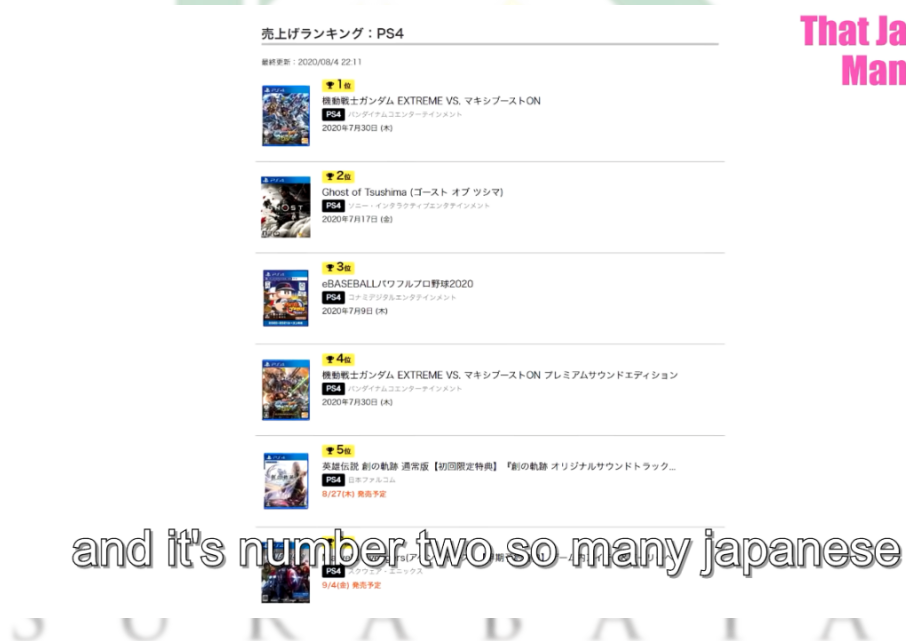 売上げランキング：PS4
That Ja
Man
最終更新：2020/08/4 22:11
1位
機動戦士ガンダム EXTREME VS. マキシブーストON
PS4 バンダイナムコエンターテインメント
2020年7月30日 (木)
2位
Ghost of Tsushima (ゴースト オブ ツシマ)
PS4 ソニー・インタラクティブエンタテインメント
2020年7月17日 (金)
3位
eBASEBALLパワフルプロ野球2020
PS4 コナミデジタルエンタテインメント
2020年7月9日 (木)
4位
機動戦士ガンダム EXTREME VS. マキシブーストON プレミアムサウンドエディション
PS4 バンダイナムコエンターテインメント
2020年7月30日 (木)
5位
英雄伝説 創の軌跡 通常版【初回限定特典】『創の軌跡 オリジナルサウンドトラック...
PS4 日本ファルコム
8/27(木) 発売予定
and it's number two so many japanese
PS4 スクウェア・エニックス
9/4(金) 発売予定
SURABAYA